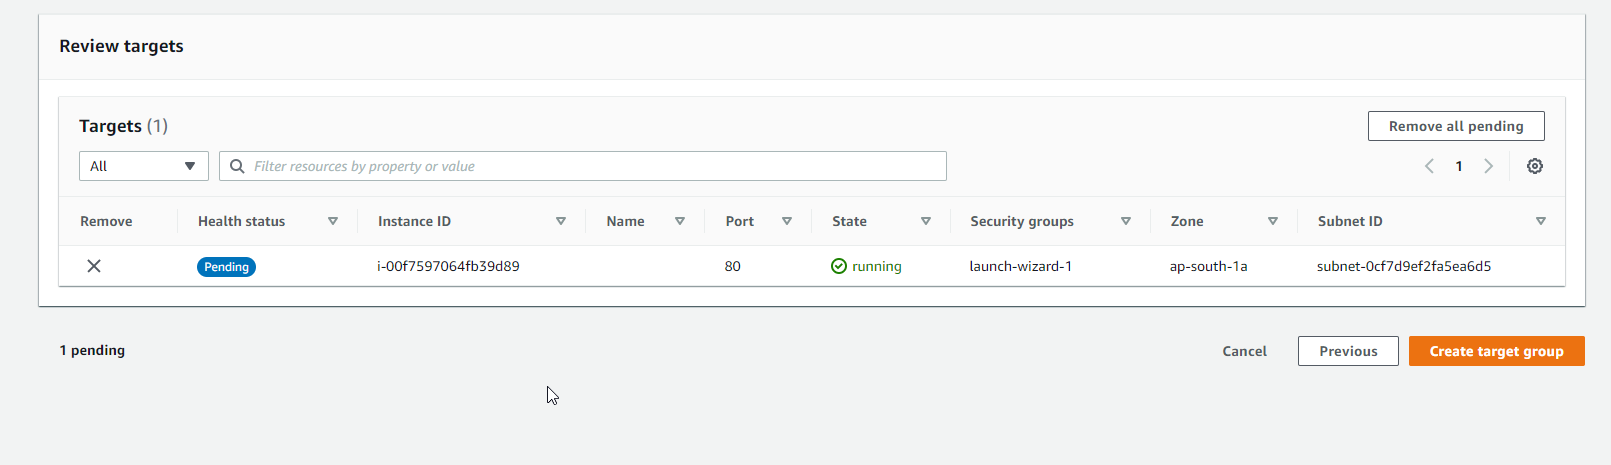 Review targets
Targets (1)
Remove all pending
All
Filter resources by property or value
1
Remove Health status Instance ID Name Port State Security groups Zone Subnet ID
Pending i-00f7597064fb39d89 80 running launch-wizard-1 ap-south-1a subnet-0cf7d9ef2fa5ea6d5
1 pending
Cancel Previous Create target group